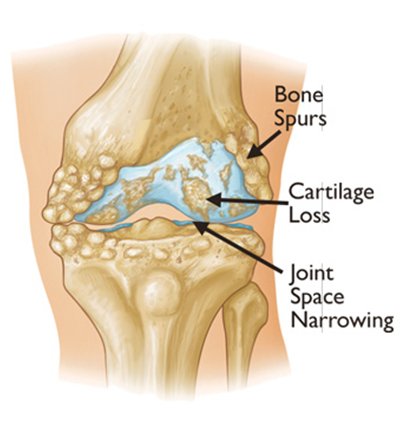 Bone
Spurs
Cartilage
Loss
Joint
Space
Narrowing